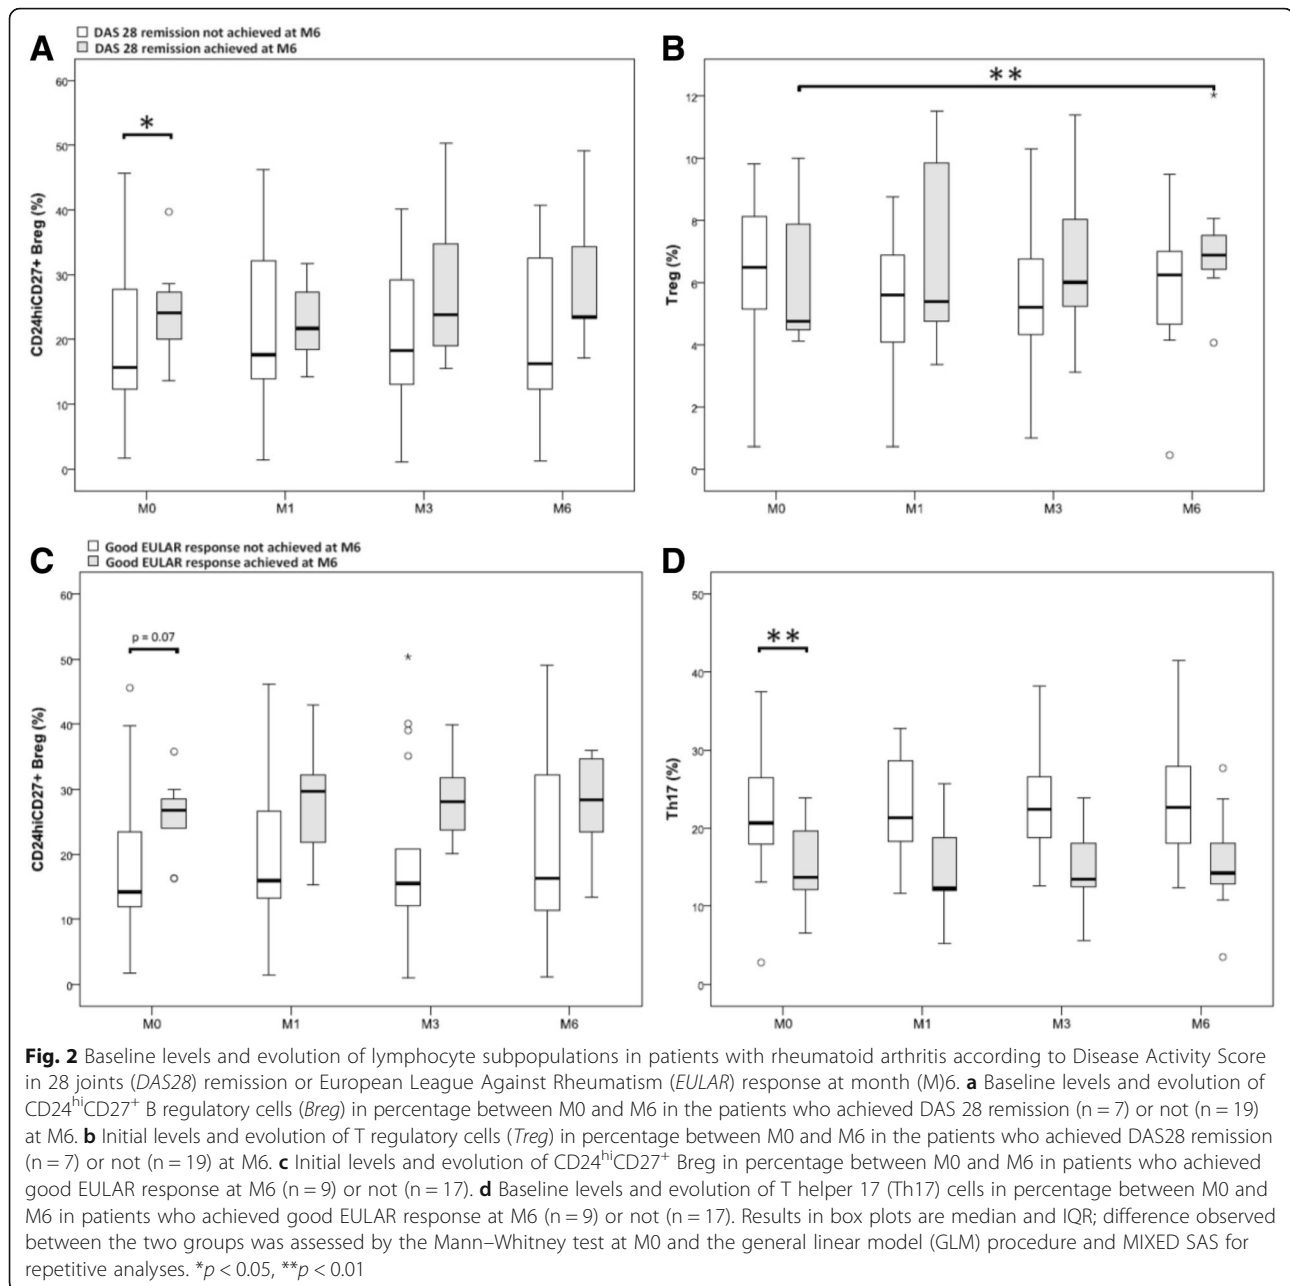 A
DAS 28 remission not achieved at M6
DAS 28 remission achieved at M6
60
50
40
30
20
10
0
CD24hiCD27+ Breg (%)
*
M0 M1 M3 M6
B
12
10
8
6
4
2
0
Treg (%)
**
M0 M1 M3 M6
C
Good EULAR response not achieved at M6
Good EULAR response achieved at M6
60
50
40
30
20
10
0
CD24hiCD27+ Breg (%)
p = 0.07
M0 M1 M3 M6
D
50
40
30
20
10
0
Th17 (%)
**
M0 M1 M3 M6
Fig. 2 Baseline levels and evolution of lymphocyte subpopulations in patients with rheumatoid arthritis according to Disease Activity Score
in 28 joints (DAS28) remission or European League Against Rheumatism (EULAR) response at month (M)6. a Baseline levels and evolution of
CD24hiCD27+ B regulatory cells (Breg) in percentage between M0 and M6 in the patients who achieved DAS 28 remission (n = 7) or not (n = 19)
at M6. b Initial levels and evolution of T regulatory cells (Treg) in percentage between M0 and M6 in the patients who achieved DAS28 remission
(n = 7) or not (n = 19) at M6. c Initial levels and evolution of CD24hiCD27+ Breg in percentage between M0 and M6 in patients who achieved
good EULAR response at M6 (n = 9) or not (n = 17). d Baseline levels and evolution of T helper 17 (Th17) cells in percentage between M0 and
M6 in patients who achieved good EULAR response at M6 (n = 9) or not (n = 17). Results in box plots are median and IQR; difference observed
between the two groups was assessed by the Mann–Whitney test at M0 and the general linear model (GLM) procedure and MIXED SAS for
repetitive analyses. *p < 0.05, **p < 0.01